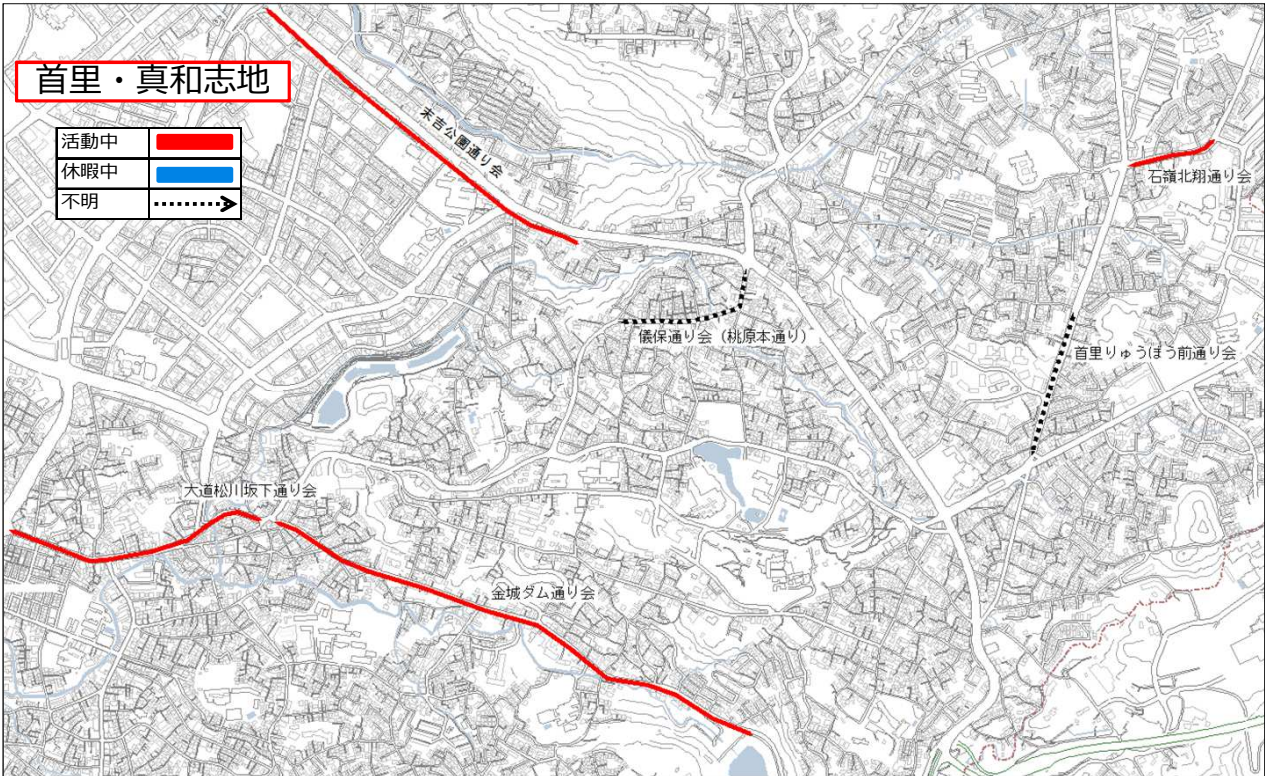 首里・真和志地
活動中
休暇中
不明
末吉公園通り会
石嶺北翔通り会
儀保通り会(桃原本通り)
首里りゅうぼう前通り会
大道松川坂下通り会
金城ダム通り会